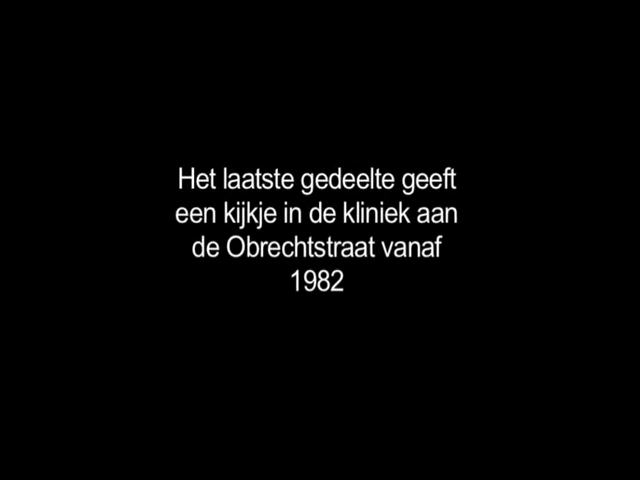 Het laatste gedeelte geeft
een kijkje in de kliniek aan
de Obrechtstraat vanaf
1982